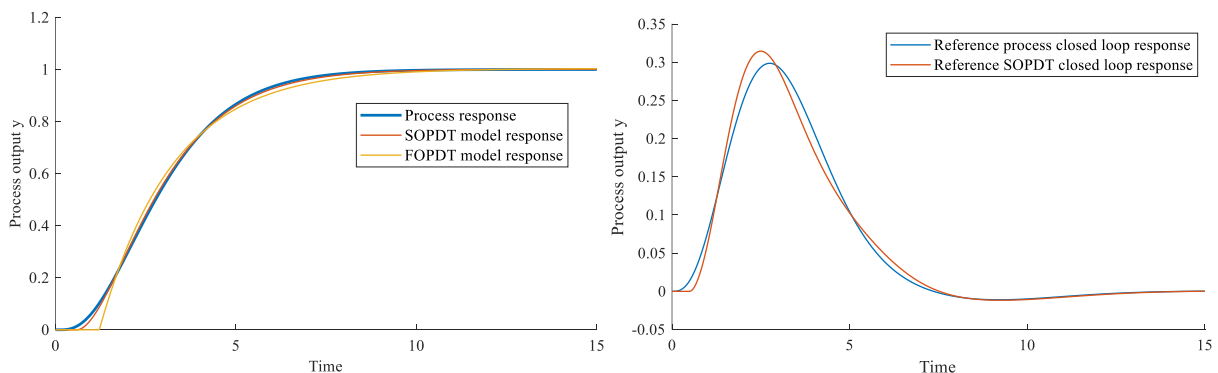 1.2
1
0.8
0.6
0.4
0.2
0
Process output y
Process response
SOPDT model response
FOPDT model response
0
5
10
15
Time
0.35
0.3
0.25
0.2
0.15
0.1
0.05
0
-0.05
Process output y
Reference process closed loop response
Reference SOPDT closed loop response
0
5
10
15
Time